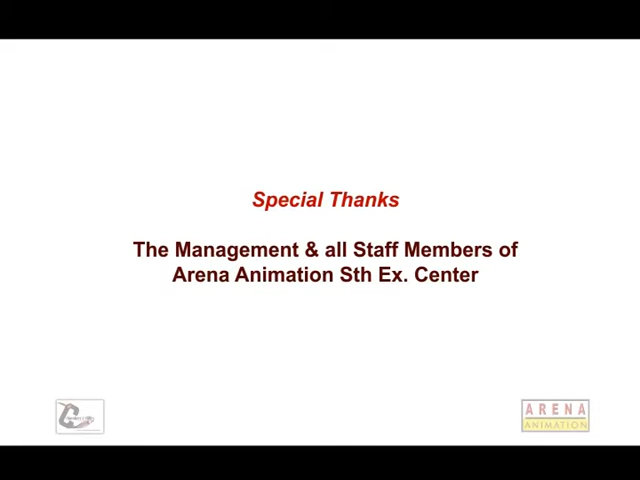 Special Thanks
The Management & all Staff Members of
Arena Animation Sth Ex. Center
ARENA
ANIMATION